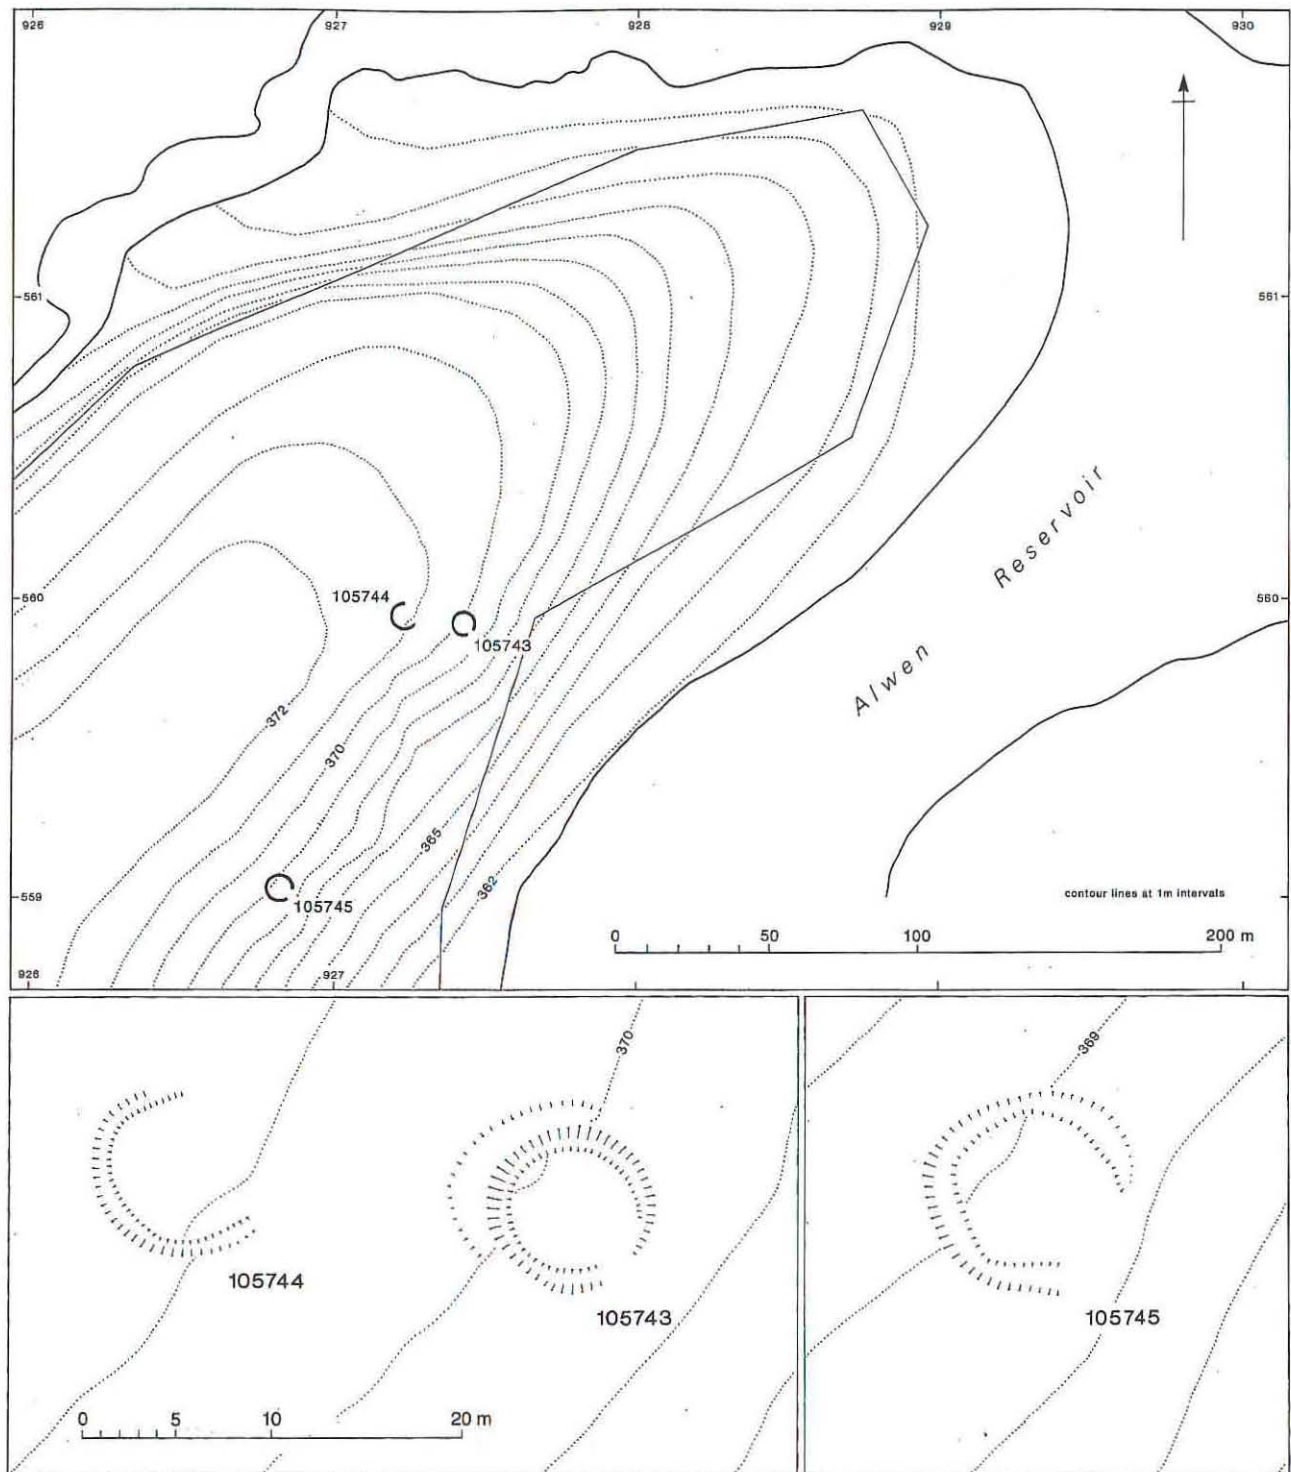 926 927 928 929 930
561 561
Reservoir
560 105744 560
105743
Alwen
372
370
365
362
559 contour lines at 1m intervals
105745
0 50 100 200 m
926 927
370 369
105744
105743 105745
0 5 10 20 m